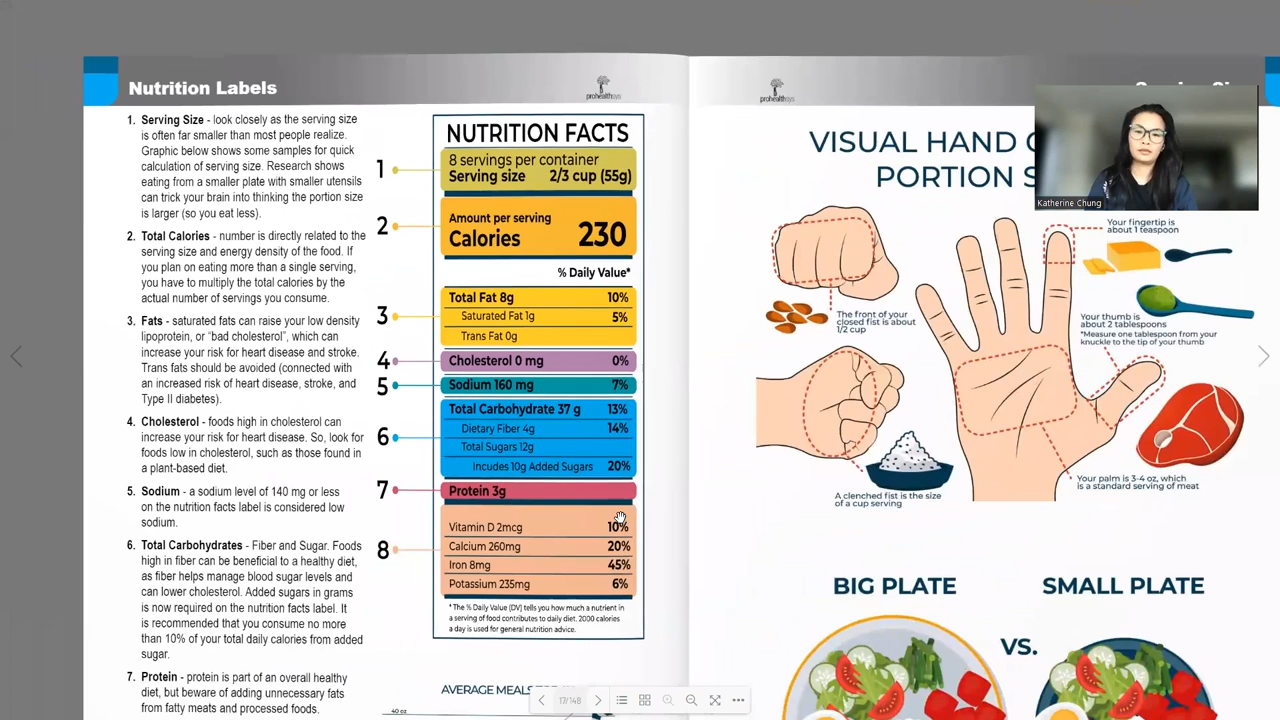 Nutrition Labels
prohealthsys
1. Serving Size - look closely as the serving size
is often far smaller than most people realize.
Graphic below shows some samples for quick
calculation of serving size. Research shows
eating from a smaller plate with smaller utensils
can trick your brain into thinking the portion size
is larger (so you eat less).
2. Total Calories - number is directly related to the
serving size and energy density of the food. If
you plan on eating more than a single serving,
you have to multiply the total calories by the
actual number of servings you consume.
3. Fats - saturated fats can raise your low density
lipoprotein, or "bad cholesterol", which can
increase your risk for heart disease and stroke.
Trans fats should be avoided (connected with
an increased risk of heart disease, stroke, and
Type II diabetes).
4. Cholesterol - foods high in cholesterol can
increase your risk for heart disease. So, look for
foods low in cholesterol, such as those found in
a plant-based diet.
5. Sodium - a sodium level of 140 mg or less
on the nutrition facts label is considered low
sodium.
6. Total Carbohydrates - Fiber and Sugar. Foods
high in fiber can be beneficial to a healthy diet,
as fiber helps manage blood sugar levels and
can lower cholesterol. Added sugars in grams
is now required on the nutrition facts label. It
is recommended that you consume no more
than 10% of your total daily calories from added
sugar.
7. Protein - protein is part of an overall healthy
diet, but beware of adding unnecessary fats
from fatty meats and processed foods.
NUTRITION FACTS
1 8 servings per container
Serving size 2/3 cup (55g)
2 Amount per serving
Calories 230
% Daily Value*
Total Fat 8g 10%
3 Saturated Fat 1g 5%
Trans Fat 0g
4 Cholesterol 0 mg 0%
5 Sodium 160 mg 7%
Total Carbohydrate 37 g 13%
6 Dietary Fiber 4g 14%
Total Sugars 12g
Incudes 10g Added Sugars 20%
7 Protein 3g
Vitamin D 2mcg 10%
8 Calcium 260mg 20%
Iron 8mg 45%
Potassium 235mg 6%
* The % Daily Value (DV) tells you how much a nutrient in
a serving of food contributes to daily diet. 2000 calories
a day is used for general nutrition advice.
AVERAGE MEALS
40 oz
17/148
prohealthsys
VISUAL HAND
PORTION S
Katherine Chung
Your fingertip is
about 1 teaspoon
The front of your
closed fist is about
1/2 cup
Your thumb is
about 2 tablespoons
*Measure one tablespoon from your
knuckle to the tip of your thumb
A clenched fist is the size
of a cup serving
Your palm is 3-4 oz, which
is a standard serving of meat
BIG PLATE
VS.
SMALL PLATE